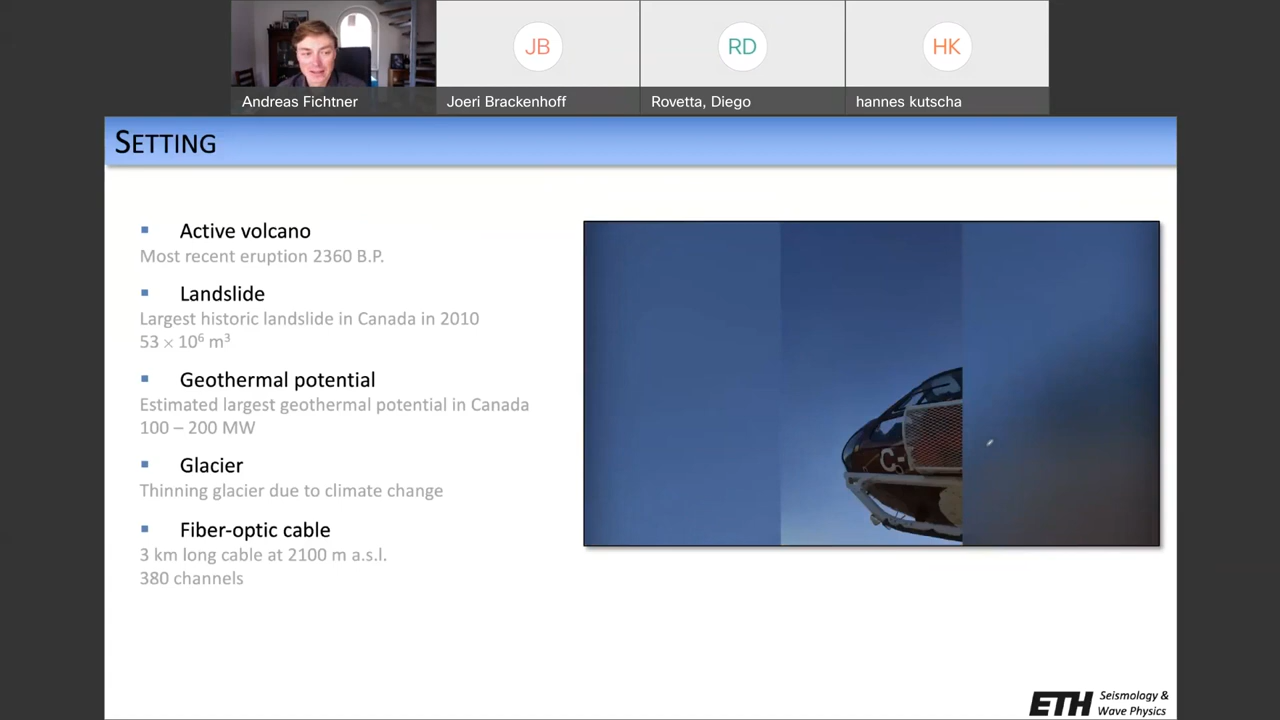 JB
RD
HK
Andreas Fichtner
Joeri Brackenhoff
Rovetta, Diego
hannes kutscha
SETTING
Active volcano
Most recent eruption 2360 B.P.
Landslide
Largest historic landslide in Canada in 2010
53 × 10⁶ m³
Geothermal potential
Estimated largest geothermal potential in Canada
100 – 200 MW
Glacier
Thinning glacier due to climate change
Fiber-optic cable
3 km long cable at 2100 m a.s.l.
380 channels
C-
ETH
Seismology &
Wave Physics